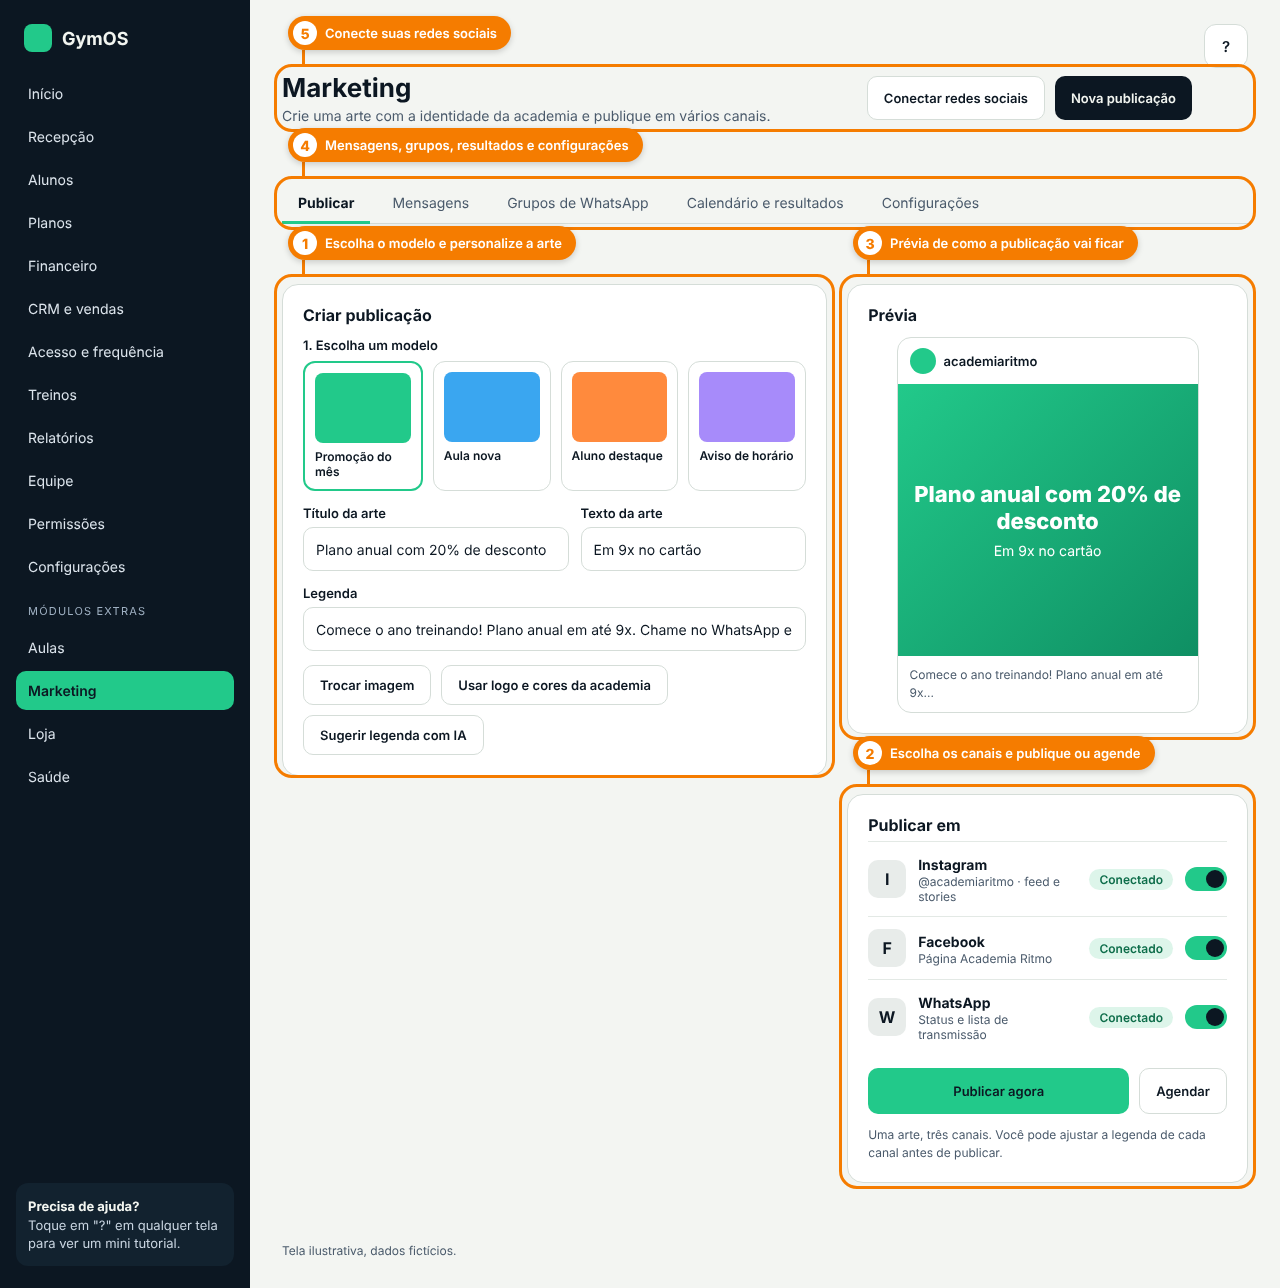 GymOS
Início
Recepção
Alunos
Planos
Financeiro
CRM e vendas
Acesso e frequência
Treinos
Relatórios
Equipe
Permissões
Configurações
MÓDULOS EXTRAS
Aulas
Marketing
Loja
Saúde
Precisa de ajuda?
Toque em "?" em qualquer tela
para ver um mini tutorial.
5 Conecte suas redes sociais
?
Marketing
Crie uma arte com a identidade da academia e publique em vários canais.
Conectar redes sociais
Nova publicação
4 Mensagens, grupos, resultados e configurações
Publicar
Mensagens
Grupos de WhatsApp
Calendário e resultados
Configurações
1 Escolha o modelo e personalize a arte
Criar publicação
1. Escolha um modelo
Promoção do
mês
Aula nova
Aluno destaque
Aviso de horário
Título da arte
Texto da arte
Plano anual com 20% de desconto
Em 9x no cartão
Legenda
Comece o ano treinando! Plano anual em até 9x. Chame no WhatsApp e
Trocar imagem
Usar logo e cores da academia
Sugerir legenda com IA
3 Prévia de como a publicação vai ficar
Prévia
academiaritmo
Plano anual com 20% de
desconto
Em 9x no cartão
Comece o ano treinando! Plano anual em até
9x...
2 Escolha os canais e publique ou agende
Publicar em
I
Instagram
@academiaritmo · feed e
stories
Conectado
F
Facebook
Página Academia Ritmo
Conectado
W
WhatsApp
Status e lista de
transmissão
Conectado
Publicar agora
Agendar
Uma arte, três canais. Você pode ajustar a legenda de cada
canal antes de publicar.
Tela ilustrativa, dados fictícios.